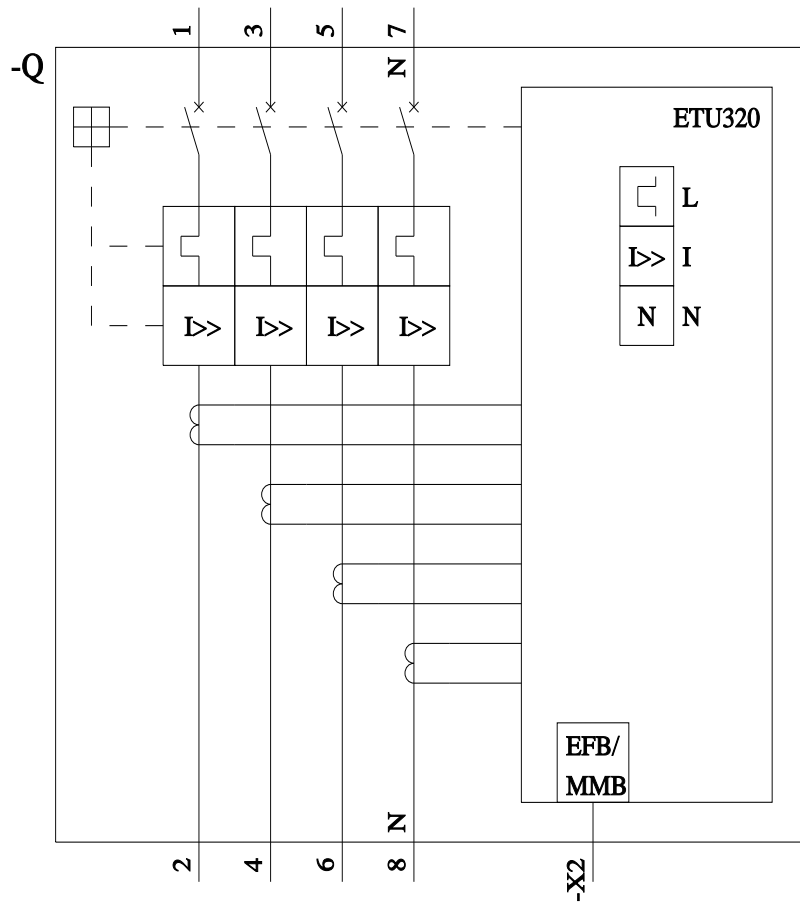 1 3 5 7
-Q
N
ETU320
L
I>> I
N N
I>> I>> I>> I>>
EFB/
MMB
N
2 4 6 8
-X2